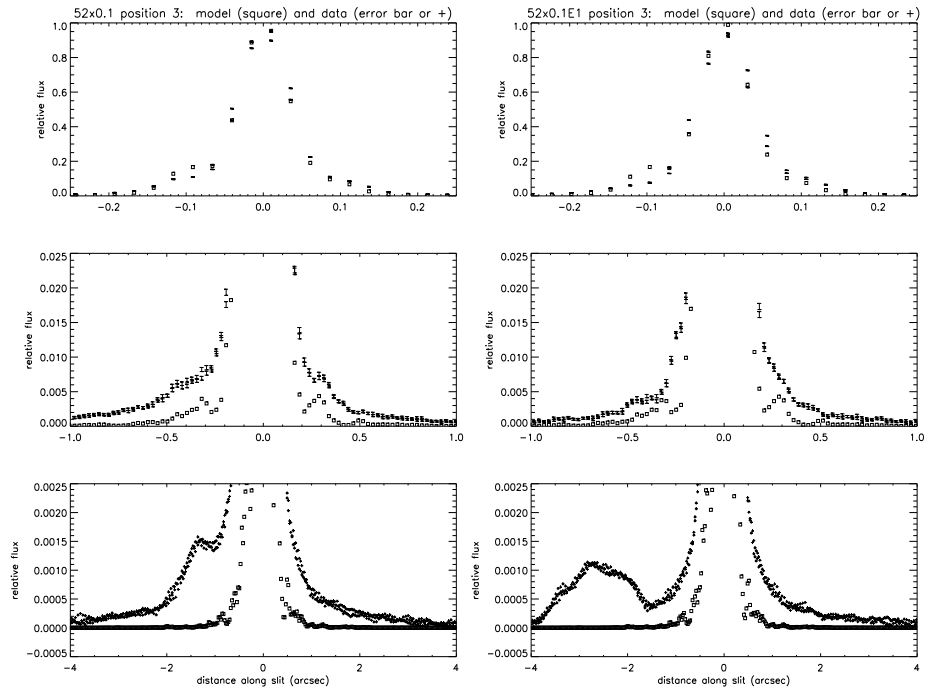 52x0.1 position 3: model (square) and data (error bar or +)
relative flux
1.0
0.8
0.6
0.4
0.2
0.0
−0.2 −0.1 0.0 0.1 0.2
52x0.1E1 position 3: model (square) and data (error bar or +)
relative flux
1.0
0.8
0.6
0.4
0.2
0.0
−0.2 −0.1 0.0 0.1 0.2
relative flux
0.025
0.020
0.015
0.010
0.005
0.000
−1.0 −0.5 0.0 0.5 1.0
relative flux
0.025
0.020
0.015
0.010
0.005
0.000
−1.0 −0.5 0.0 0.5 1.0
relative flux
0.0025
0.0020
0.0015
0.0010
0.0005
0.0000
−0.0005
−4 −2 0 2 4
distance along slit (arcsec)
relative flux
0.0025
0.0020
0.0015
0.0010
0.0005
0.0000
−0.0005
−4 −2 0 2 4
distance along slit (arcsec)